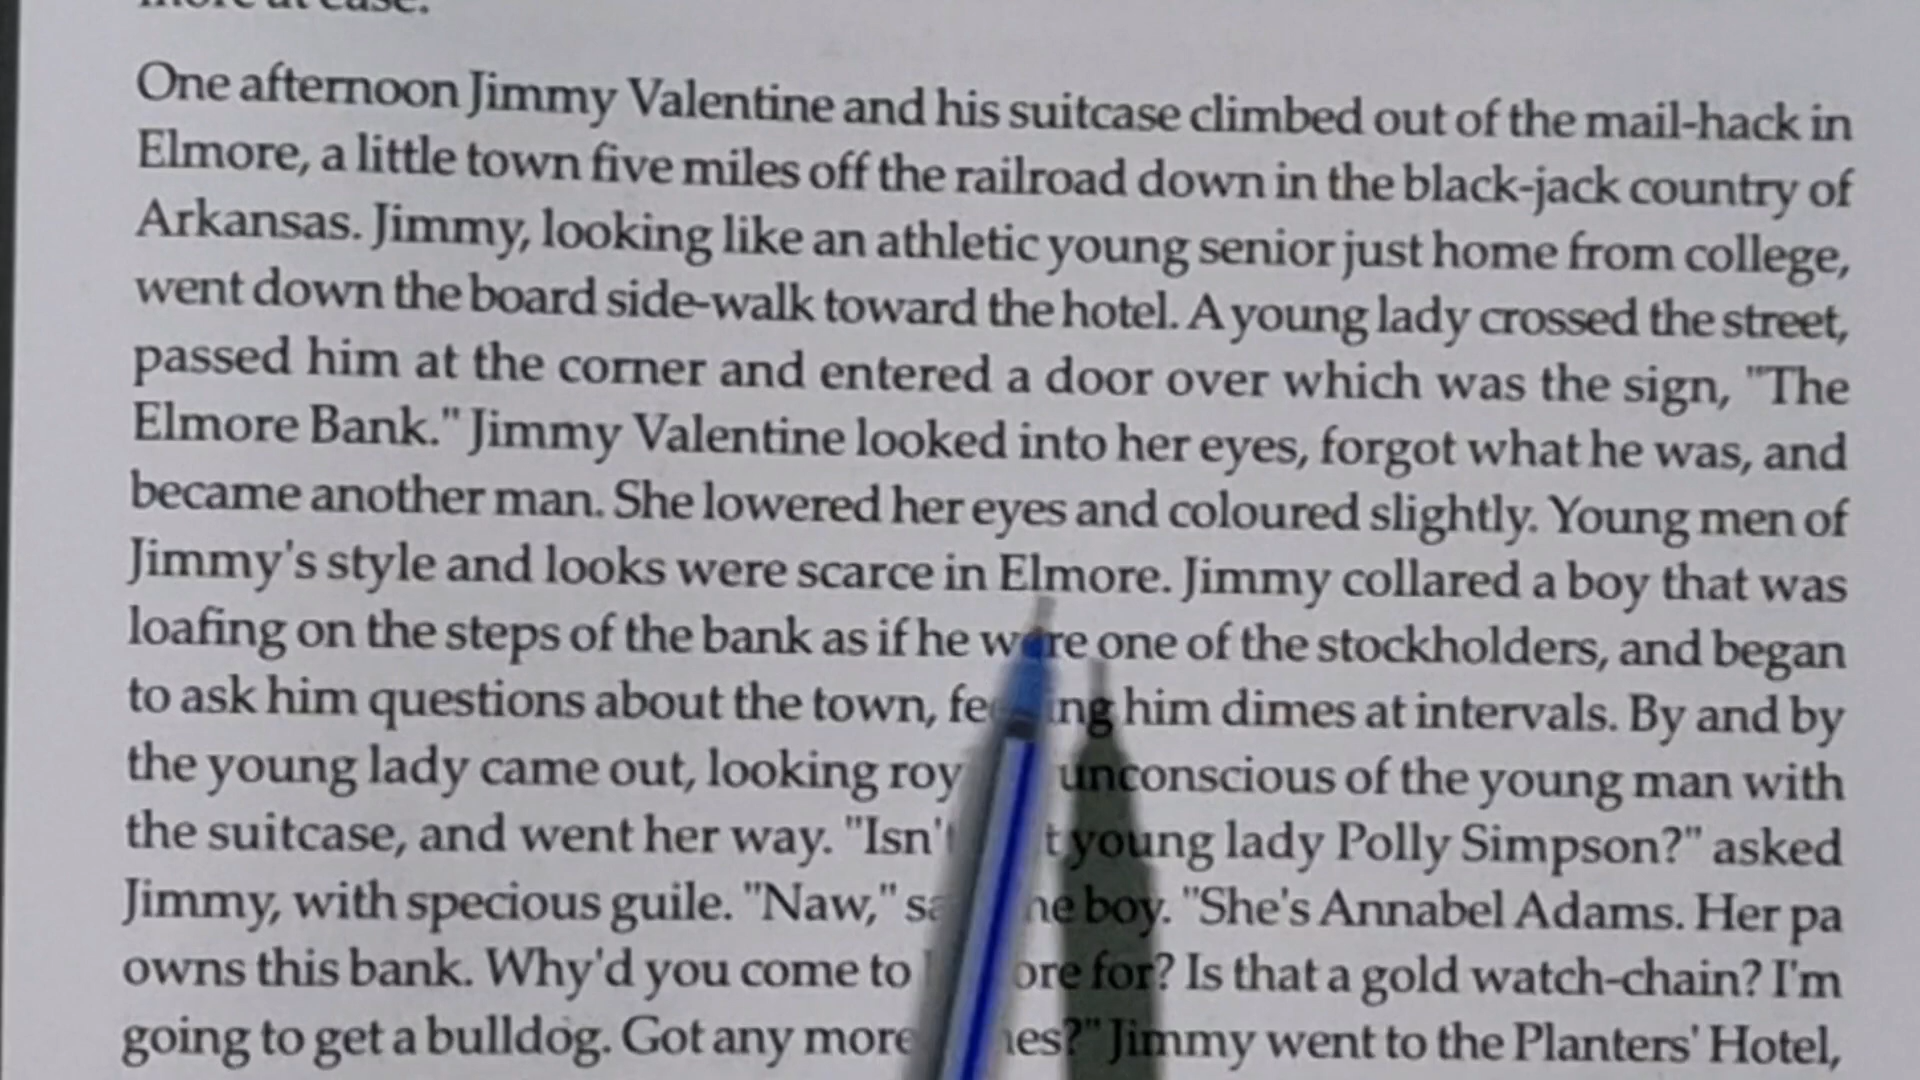 more at ease.
One afternoon Jimmy Valentine and his suitcase climbed out of the mail-hack in
Elmore, a little town five miles off the railroad down in the black-jack country of
Arkansas. Jimmy, looking like an athletic young senior just home from college,
went down the board side-walk toward the hotel. A young lady crossed the street,
passed him at the corner and entered a door over which was the sign, "The
Elmore Bank." Jimmy Valentine looked into her eyes, forgot what he was, and
became another man. She lowered her eyes and coloured slightly. Young men of
Jimmy's style and looks were scarce in Elmore. Jimmy collared a boy that was
loafing on the steps of the bank as if he were one of the stockholders, and began
to ask him questions about the town, him dimes at intervals. By and by
the young lady came out, looking unconscious of the young man with
the suitcase, and went her way. "Isn't young lady Polly Simpson?" asked
Jimmy, with specious guile. "Naw," boy. "She's Annabel Adams. Her pa
owns this bank. Why'd you come to for? Is that a gold watch-chain? I'm
going to get a bulldog. Got any more Jimmy went to the Planters' Hotel,